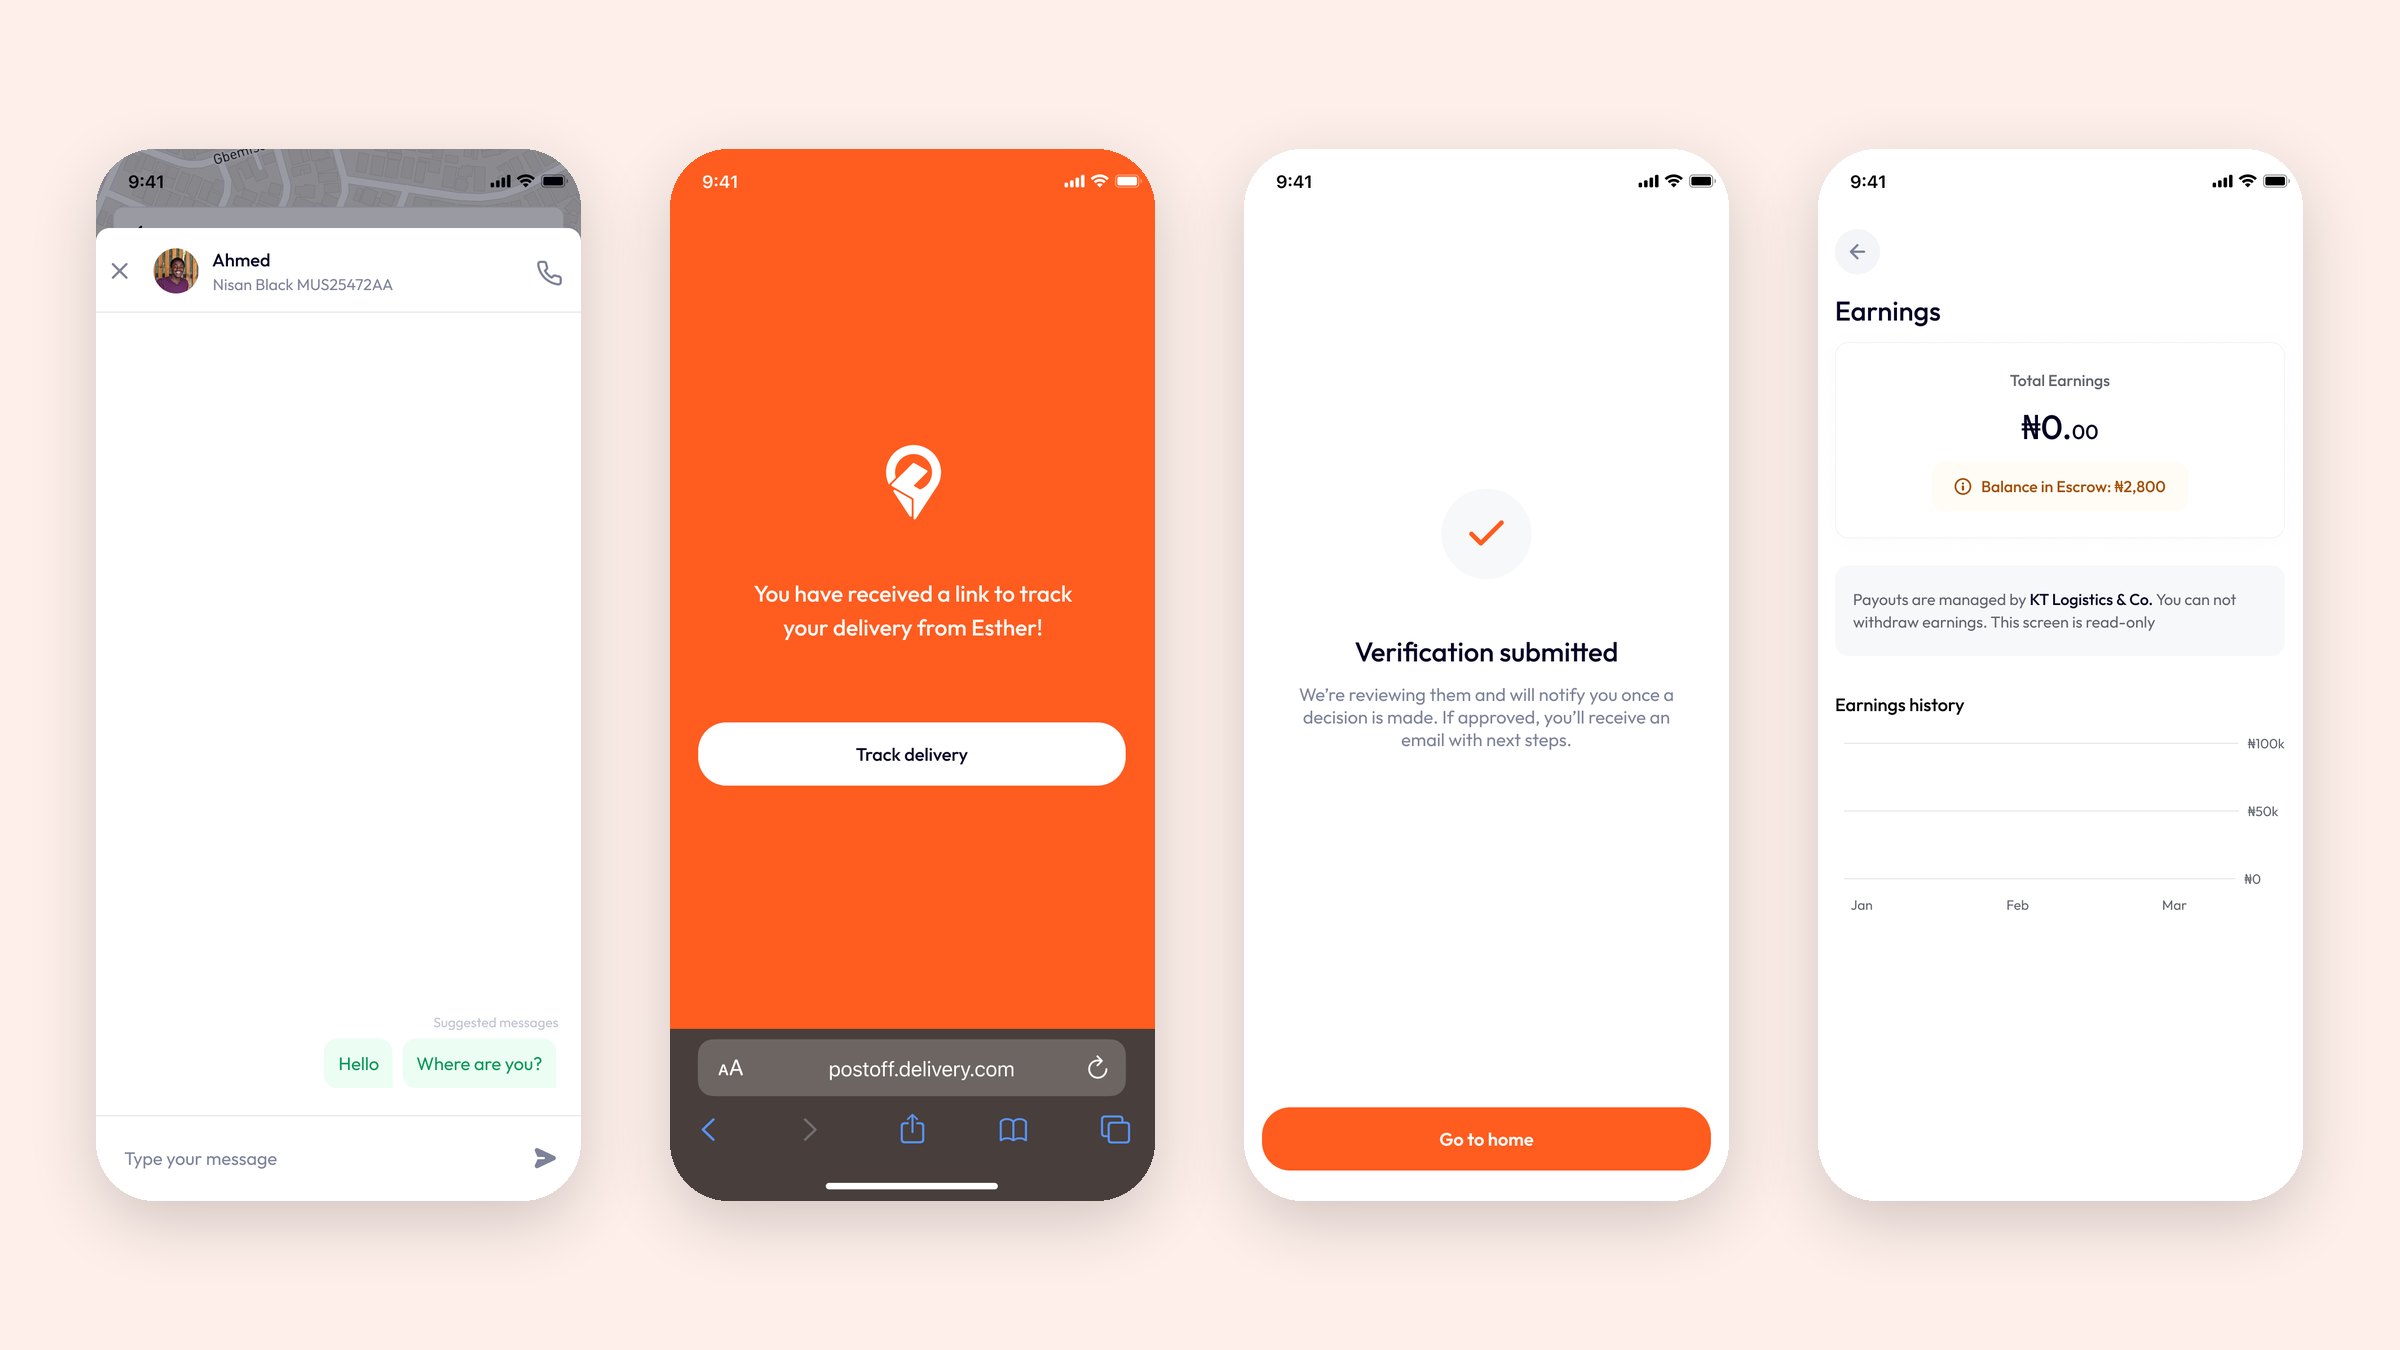 Gbemis
9:41
Ahmed
Nisan Black MUS25472AA
Suggested messages
Hello
Where are you?
Type your message
9:41
You have received a link to track
your delivery from Esther!
Track delivery
AA
postoff.delivery.com
9:41
Verification submitted
We're reviewing them and will notify you once a
decision is made. If approved, you'll receive an
email with next steps.
Go to home
9:41
Earnings
Total Earnings
₦0.00
Balance in Escrow: ₦2,800
Payouts are managed by KT Logistics & Co. You can not
withdraw earnings. This screen is read-only
Earnings history
₦100k
₦50k
₦0
Jan
Feb
Mar